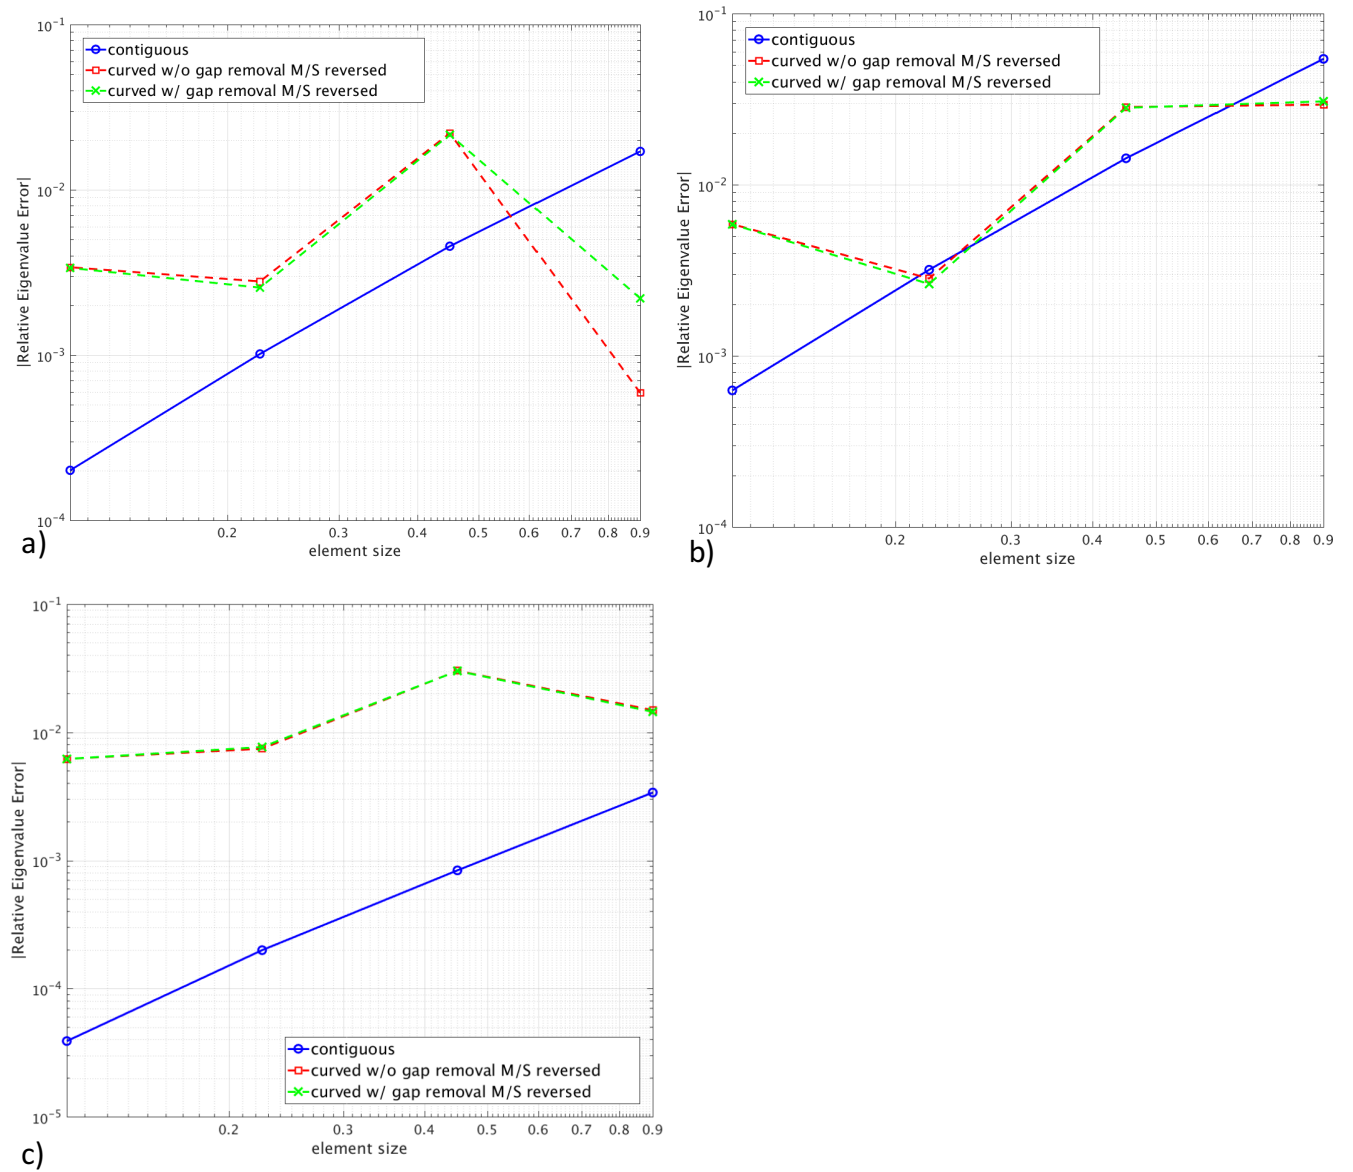 10⁻¹
contiguous
curved w/o gap removal M/S reversed
curved w/ gap removal M/S reversed
10⁻²
10⁻³
10⁻⁴
|Relative Eigenvalue Error|
0.2 0.3 0.4 0.5 0.6 0.7 0.8 0.9
element size
a)
10⁻¹
contiguous
curved w/o gap removal M/S reversed
curved w/ gap removal M/S reversed
10⁻²
10⁻³
10⁻⁴
|Relative Eigenvalue Error|
0.2 0.3 0.4 0.5 0.6 0.7 0.8 0.9
element size
b)
10⁻¹
10⁻²
10⁻³
10⁻⁴
10⁻⁵
|Relative Eigenvalue Error|
contiguous
curved w/o gap removal M/S reversed
curved w/ gap removal M/S reversed
0.2 0.3 0.4 0.5 0.6 0.7 0.8 0.9
element size
c)